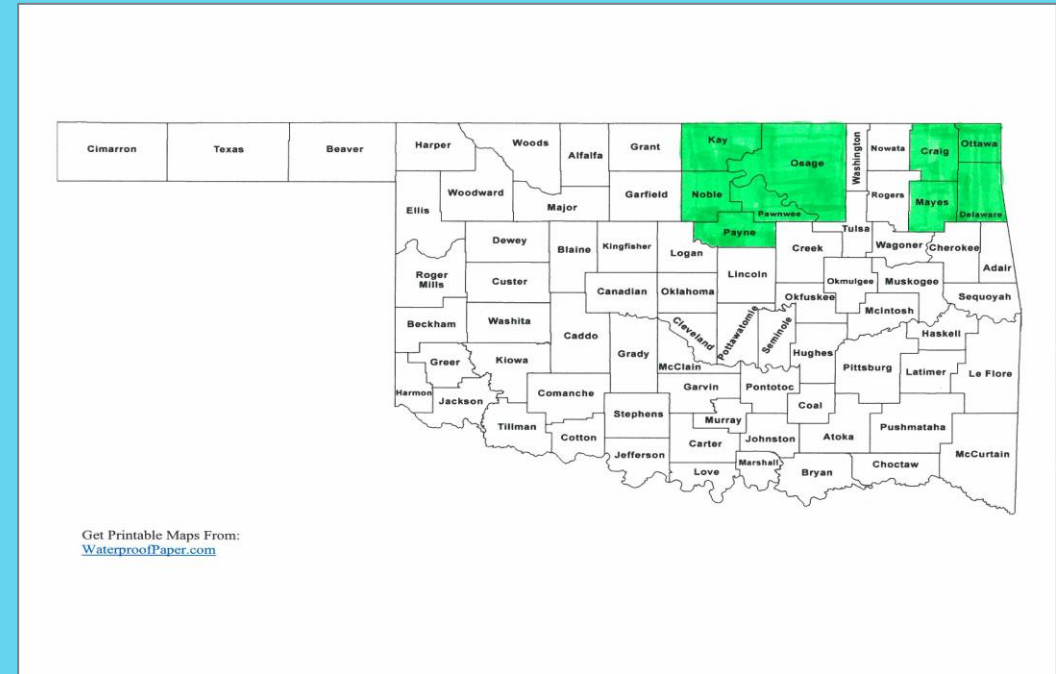 Cimarron Texas Beaver Harper Woods Alfalfa Grant Kay Osage Washington Nowata Craig Ottawa
Woodward Garfield Noble Rogers Mayes
Ellis Major Pawnwee Delaware
Dewey Blaine Kingfisher Logan Payne Creek Tulsa Wagoner Cherokee
Roger
Mills
Custer Canadian Oklahoma Lincoln Okmulgee Muskogee Adair
Okfuskee Sequoyah
Beckham Washita Caddo Cleveland Pottawatomie Seminole McIntosh
Haskell
Greer Kiowa Grady McClain Hughes Pittsburg Latimer Le Flore
Harmon Jackson Comanche Garvin Pontotoc
Tillman Stephens Murray Coal
Cotton Carter Johnston Atoka Pushmataha
Jefferson Love Marshall Bryan Choctaw McCurtain
Get Printable Maps From:
WaterproofPaper.com